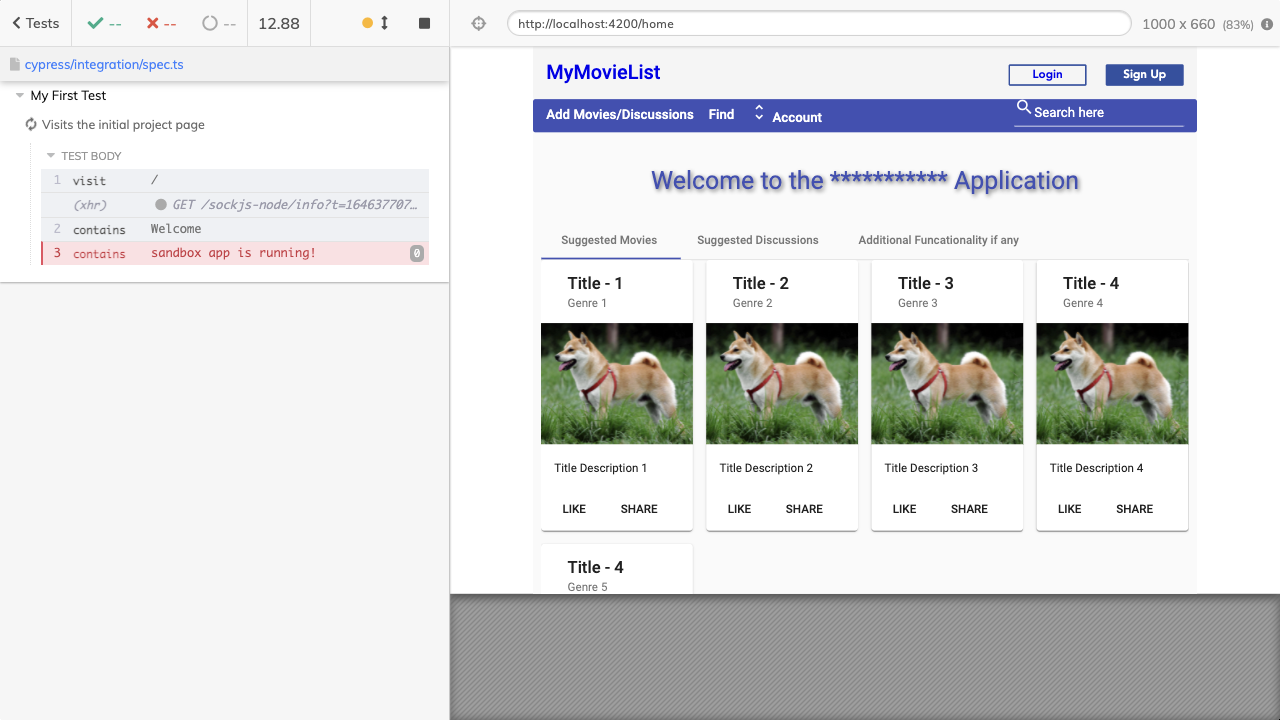 Tests
--
--
--
12.88
http://localhost:4200/home
1000 x 660 (83%)
cypress/integration/spec.ts
My First Test
Visits the initial project page
TEST BODY
1 visit /
(xhr) GET /sockjs-node/info?t=164637707…
2 contains Welcome
3 contains sandbox app is running! 0
MyMovieList
Login
Sign Up
Add Movies/Discussions
Find
Account
Search here
Welcome to the *********** Application
Suggested Movies
Suggested Discussions
Additional Funcationality if any
Title - 1
Genre 1
Title Description 1
LIKE SHARE
Title - 2
Genre 2
Title Description 2
LIKE SHARE
Title - 3
Genre 3
Title Description 3
LIKE SHARE
Title - 4
Genre 4
Title Description 4
LIKE SHARE
Title - 4
Genre 5